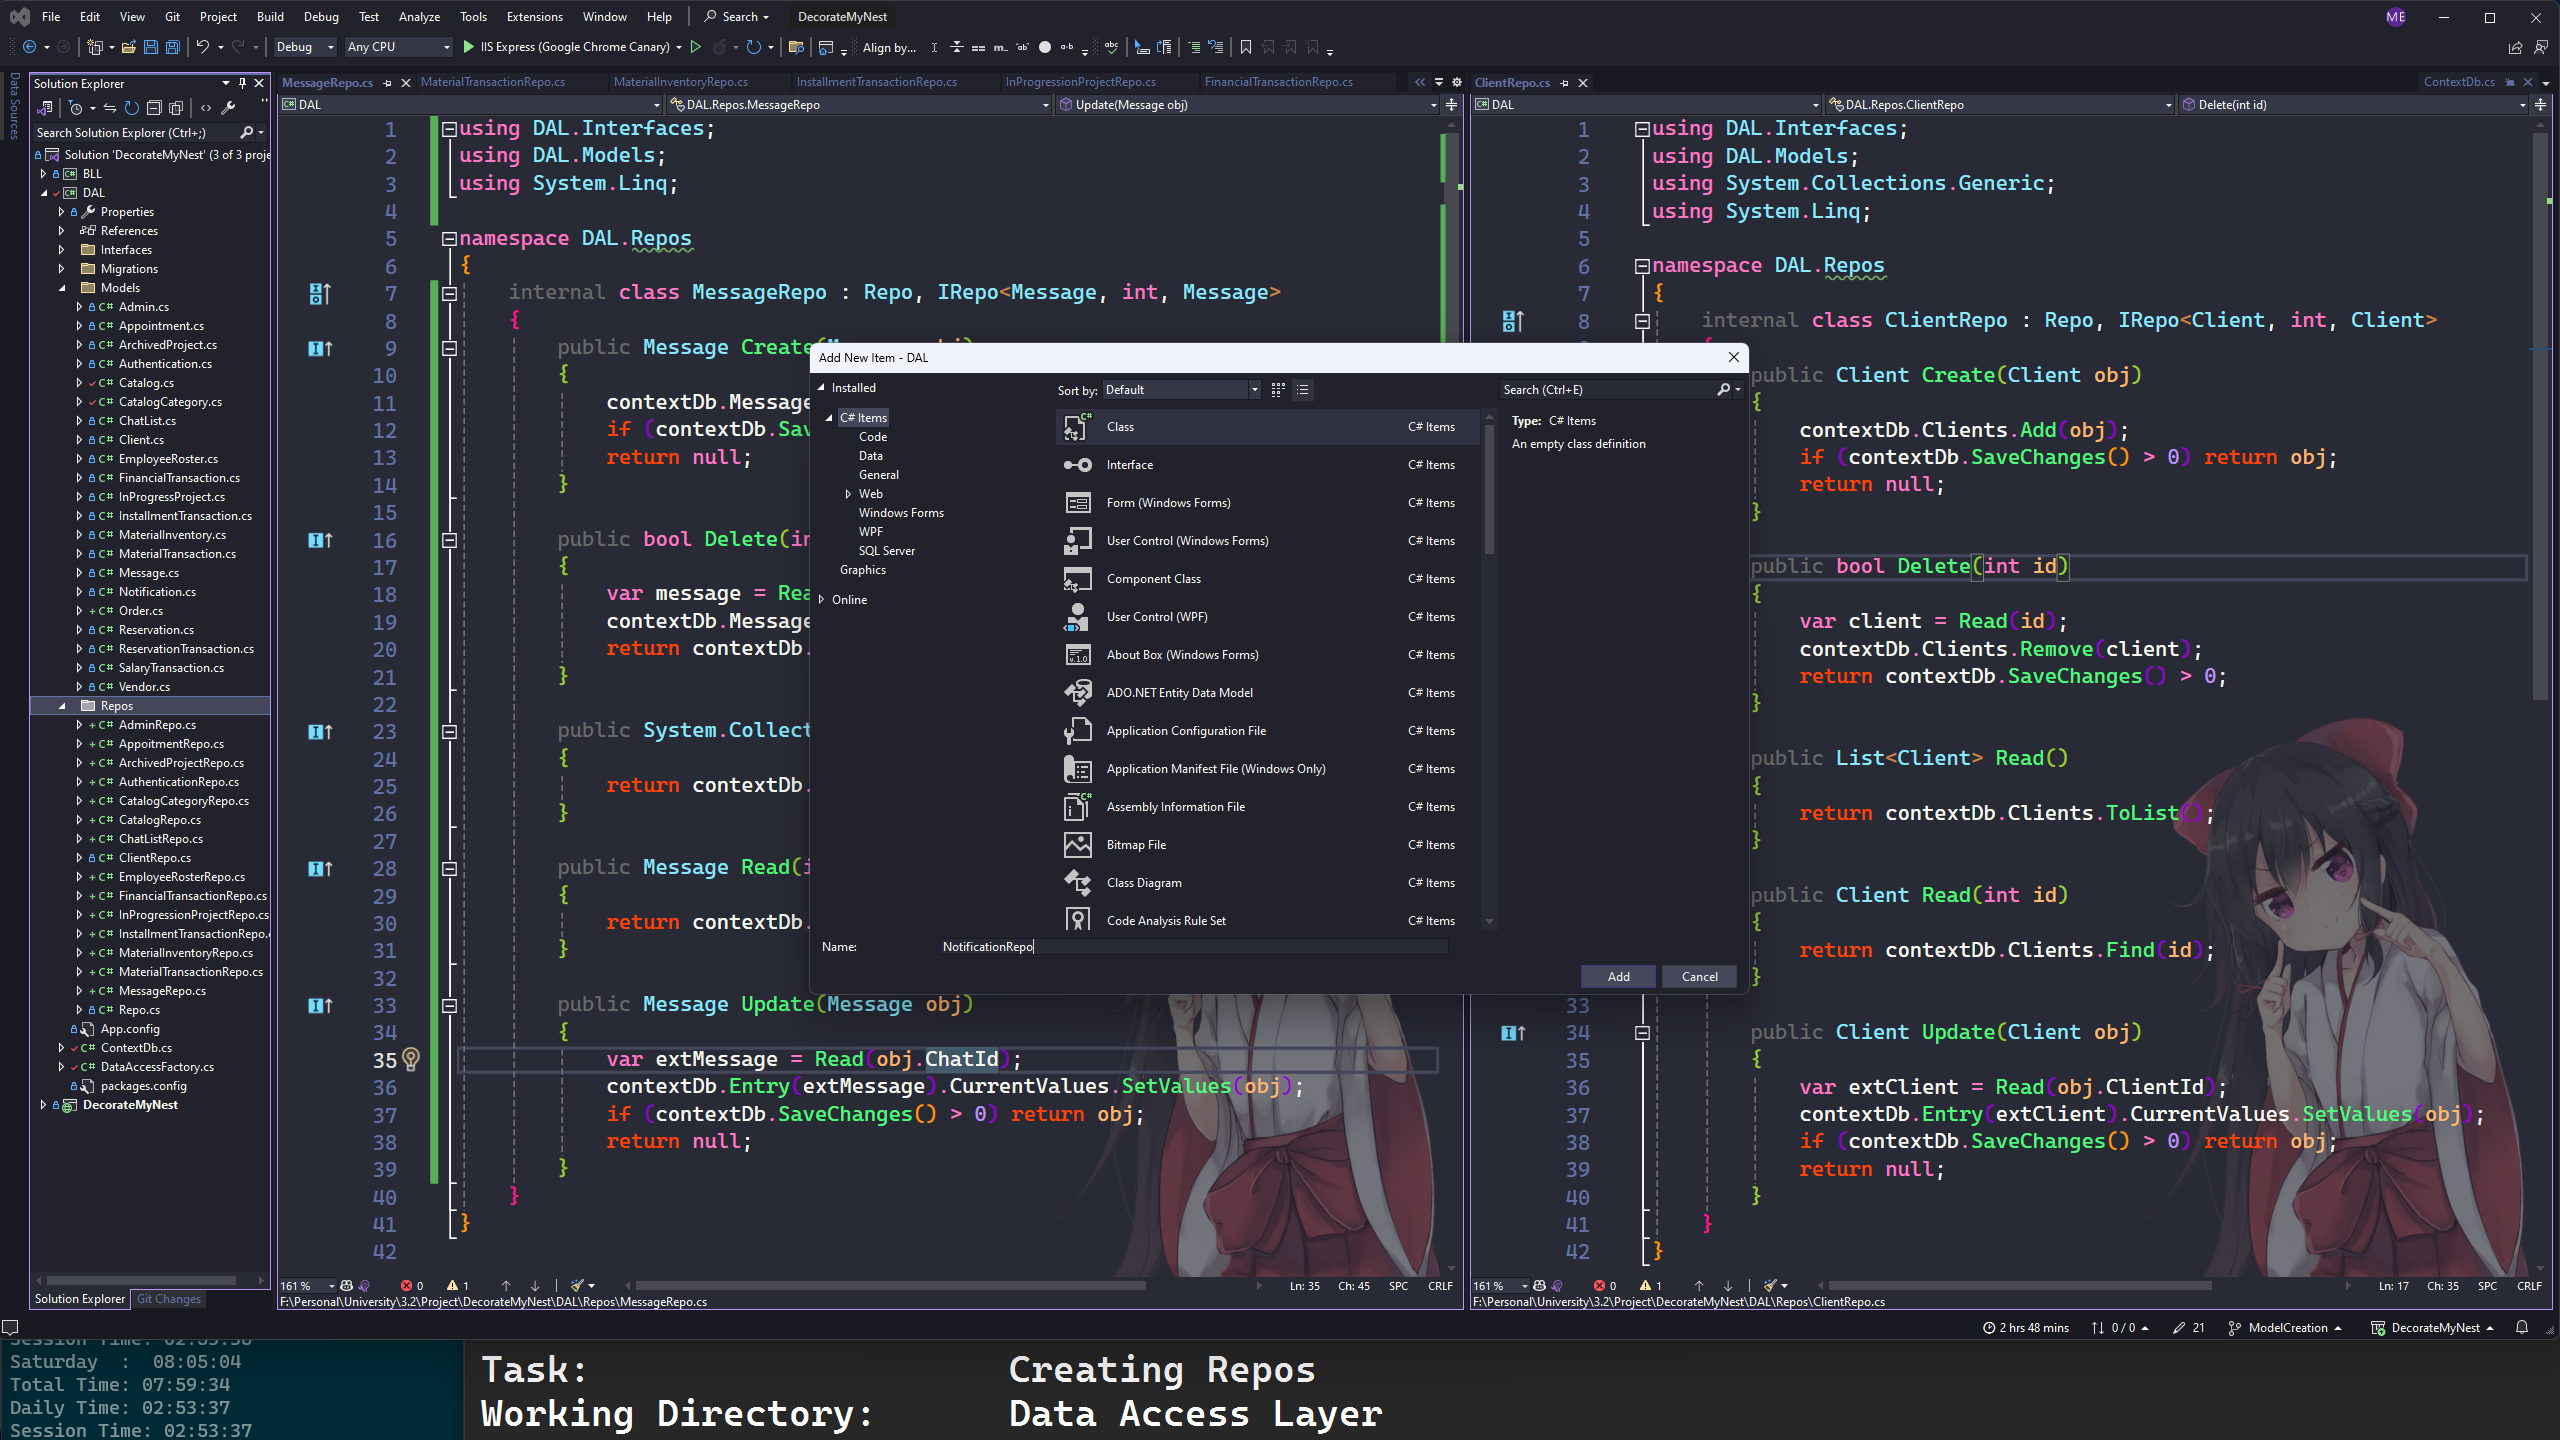 File Edit View Git Project Build Debug Test Analyze Tools Extensions Window Help Search DecorateMyNest ME
Debug Any CPU IIS Express (Google Chrome Canary) Align by...
Data Sources
Solution Explorer
Search Solution Explorer (Ctrl+;)
Solution 'DecorateMyNest' (3 of 3 proje
BLL
DAL
Properties
References
Interfaces
Migrations
Models
Admin.cs
Appointment.cs
ArchivedProject.cs
Authentication.cs
Catalog.cs
CatalogCategory.cs
ChatList.cs
Client.cs
EmployeeRoster.cs
FinancialTransaction.cs
InProgressProject.cs
InstallmentTransaction.cs
MaterialInventory.cs
MaterialTransaction.cs
Message.cs
Notification.cs
Order.cs
Reservation.cs
ReservationTransaction.cs
SalaryTransaction.cs
Vendor.cs
Repos
AdminRepo.cs
AppoitmentRepo.cs
ArchivedProjectRepo.cs
AuthenticationRepo.cs
CatalogCategoryRepo.cs
CatalogRepo.cs
ChatListRepo.cs
ClientRepo.cs
EmployeeRosterRepo.cs
FinancialTransactionRepo.cs
InProgressionProjectRepo.cs
InstallmentTransactionRepo.
MaterialInventoryRepo.cs
MaterialTransactionRepo.cs
MessageRepo.cs
Repo.cs
App.config
ContextDb.cs
DataAccessFactory.cs
packages.config
DecorateMyNest
Solution Explorer Git Changes
MessageRepo.cs MaterialTransactionRepo.cs MaterialInventoryRepo.cs InstallmentTransactionRepo.cs InProgressionProjectRepo.cs FinancialTransactionRepo.cs
DAL DAL.Repos.MessageRepo Update(Message obj)
1 using DAL.Interfaces;
2 using DAL.Models;
3 using System.Linq;
4
5 namespace DAL.Repos
6 {
7 internal class MessageRepo : Repo, IRepo<Message, int, Message>
8 {
9 public Message Create(
10 {
11 contextDb.Message
12 if (contextDb.Sav
13 return null;
14 }
15
16 public bool Delete(in
17 {
18 var message = Rea
19 contextDb.Message
20 return contextDb.
21 }
22
23 public System.Collect
24 {
25 return contextDb.
26 }
27
28 public Message Read(i
29 {
30 return contextDb.
31 }
32
33 public Message Update(Message obj)
34 {
35 var extMessage = Read(obj.ChatId);
36 contextDb.Entry(extMessage).CurrentValues.SetValues(obj);
37 if (contextDb.SaveChanges() > 0) return obj;
38 return null;
39 }
40 }
41 }
42
161 % 0 1 Ln: 35 Ch: 45 SPC CRLF
F:\Personal\University\3.2\Project\DecorateMyNest\DAL\Repos\MessageRepo.cs
Add New Item - DAL
Installed
C# Items
Code
Data
General
Web
Windows Forms
WPF
SQL Server
Graphics
Online
Sort by: Default
Class C# Items
Interface C# Items
Form (Windows Forms) C# Items
User Control (Windows Forms) C# Items
Component Class C# Items
User Control (WPF) C# Items
About Box (Windows Forms) C# Items
ADO.NET Entity Data Model C# Items
Application Configuration File C# Items
Application Manifest File (Windows Only) C# Items
Assembly Information File C# Items
Bitmap File C# Items
Class Diagram C# Items
Code Analysis Rule Set C# Items
Search (Ctrl+E)
Type: C# Items
An empty class definition
Name: NotificationRepo
Add Cancel
ClientRepo.cs ContextDb.cs
DAL DAL.Repos.ClientRepo Delete(int id)
1 using DAL.Interfaces;
2 using DAL.Models;
3 using System.Collections.Generic;
4 using System.Linq;
5
6 namespace DAL.Repos
7 {
8 internal class ClientRepo : Repo, IRepo<Client, int, Client>
public Client Create(Client obj)
{
contextDb.Clients.Add(obj);
if (contextDb.SaveChanges() > 0) return obj;
return null;
}
public bool Delete(int id)
{
var client = Read(id);
contextDb.Clients.Remove(client);
return contextDb.SaveChanges() > 0;
}
public List<Client> Read()
{
return contextDb.Clients.ToList();
}
public Client Read(int id)
{
return contextDb.Clients.Find(id);
}
33
34 public Client Update(Client obj)
35 {
36 var extClient = Read(obj.ClientId);
37 contextDb.Entry(extClient).CurrentValues.SetValues(obj);
38 if (contextDb.SaveChanges() > 0) return obj;
39 return null;
40 }
41 }
42 }
161 % 0 1 Ln: 17 Ch: 35 SPC CRLF
F:\Personal\University\3.2\Project\DecorateMyNest\DAL\Repos\ClientRepo.cs
2 hrs 48 mins 0 / 0 21 ModelCreation DecorateMyNest
Saturday : 08:05:04
Total Time: 07:59:34
Daily Time: 02:53:37
Session Time: 02:53:37
Task: Creating Repos
Working Directory: Data Access Layer